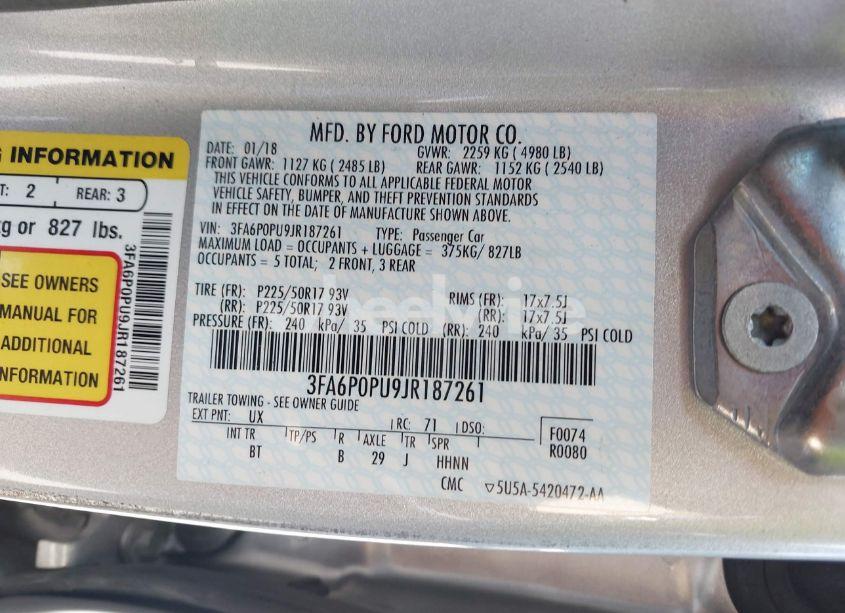 G INFORMATION
T: 2 REAR: 3
kg or 827 lbs.
SEE OWNERS
MANUAL FOR
ADDITIONAL
INFORMATION
3FA6P0PU9JR187261
MFD. BY FORD MOTOR CO.
DATE: 01/18 GVWR: 2259 KG ( 4980 LB)
FRONT GAWR: 1127 KG ( 2485 LB) REAR GAWR: 1152 KG ( 2540 LB)
THIS VEHICLE CONFORMS TO ALL APPLICABLE FEDERAL MOTOR
VEHICLE SAFETY, BUMPER, AND THEFT PREVENTION STANDARDS
IN EFFECT ON THE DATE OF MANUFACTURE SHOWN ABOVE.
VIN: 3FA6P0PU9JR187261 TYPE: Passenger Car
MAXIMUM LOAD = OCCUPANTS + LUGGAGE = 375KG/ 827LB
OCCUPANTS = 5 TOTAL; 2 FRONT, 3 REAR
TIRE (FR): P225/50R17 93V RIMS (FR): 17x7.5J
(RR): P225/50R17 93V (RR): 17x7.5J
PRESSURE (FR): 240 kPa/ 35 PSI COLD (RR): 240 kPa/ 35 PSI COLD
3FA6P0PU9JR187261
TRAILER TOWING - SEE OWNER GUIDE
EXT PNT: UX RC: 71 DSO: F0074
INT TR TP/PS R AXLE TR SPR R0080
BT B 29 J HHNN
CMC ▽5U5A-5420472-AA